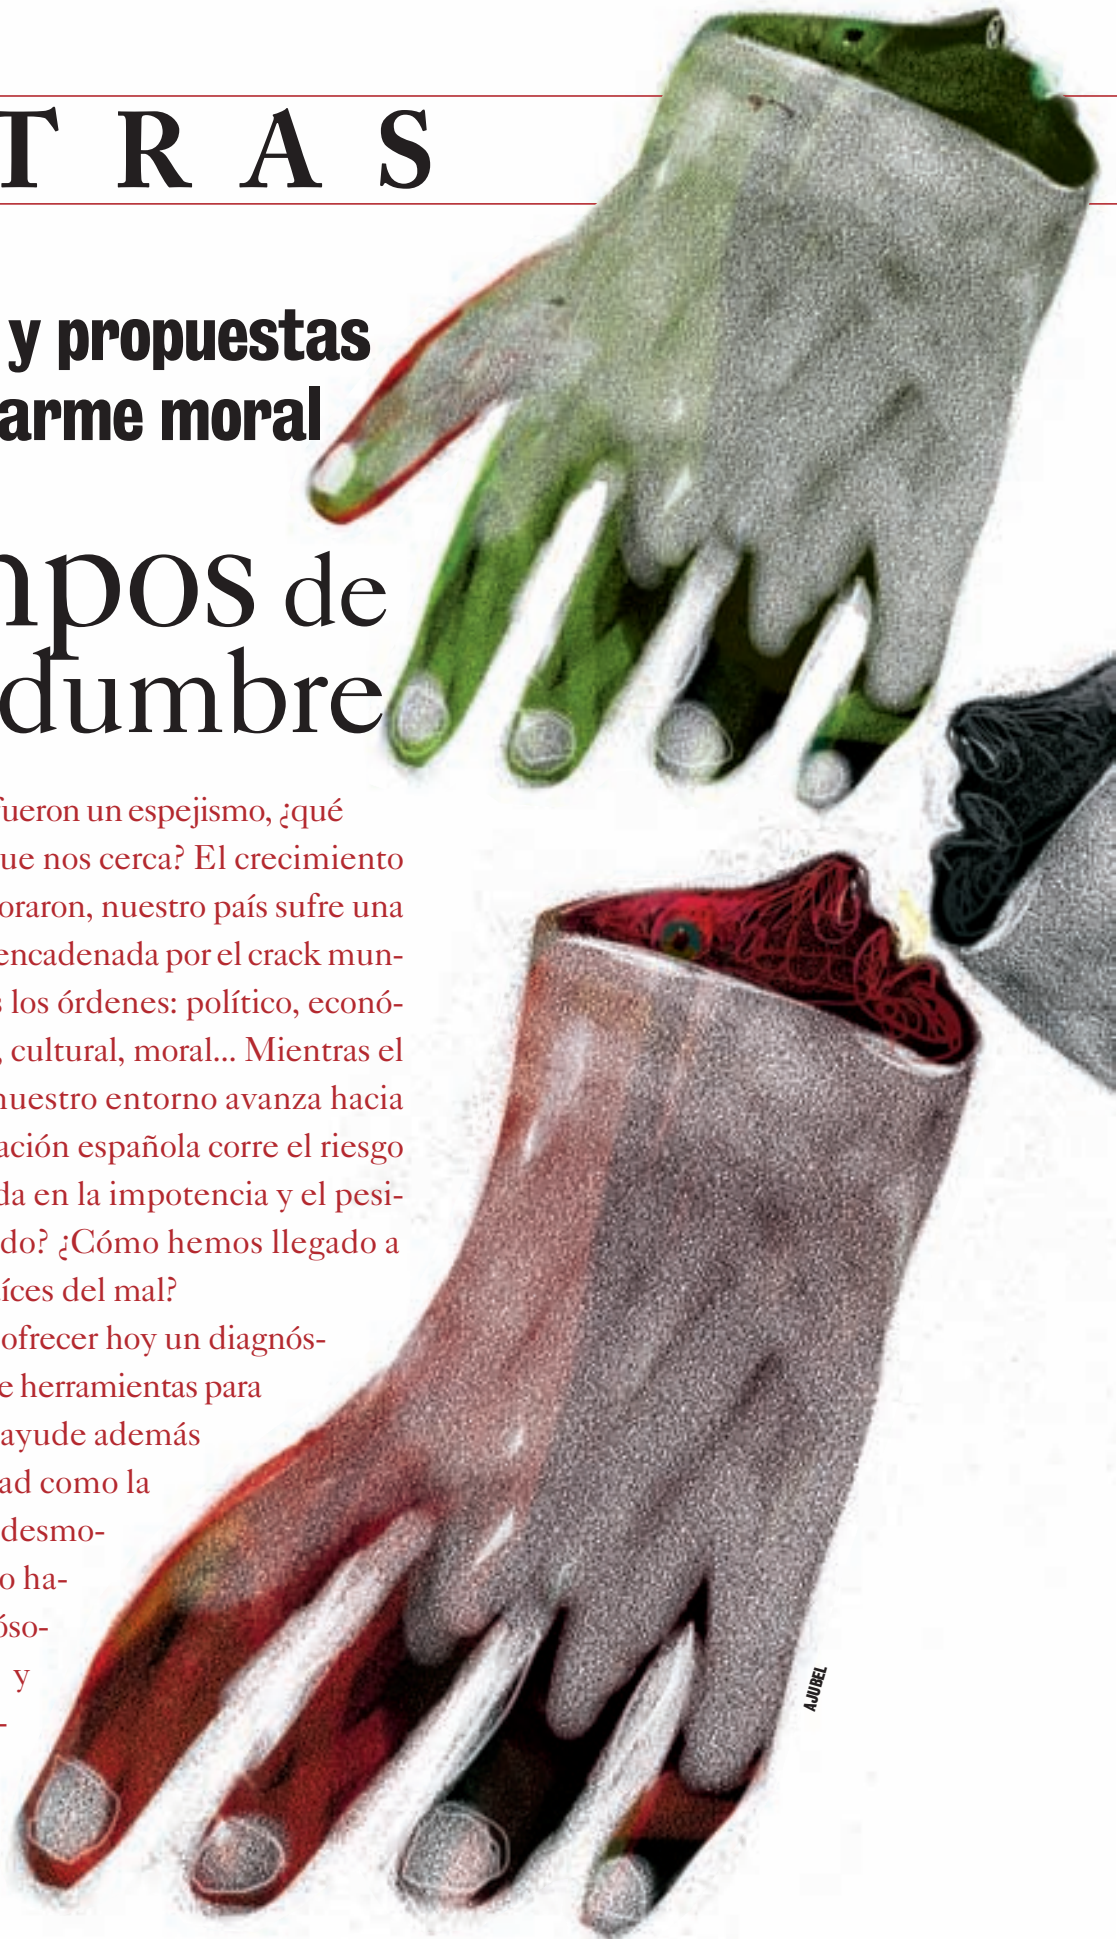 TRAS
y propuestas
arme moral
mpos de
dumbre
fueron un espejismo, ¿qué
ue nos cerca? El crecimiento
oraron, nuestro país sufre una
encadenada por el crack mun-
s los órdenes: político, econó-
, cultural, moral... Mientras el
nuestro entorno avanza hacia
ación española corre el riesgo
da en la impotencia y el pesi-
do? ¿Cómo hemos llegado a
íces del mal?
ofrecer hoy un diagnós-
e herramientas para
ayude además
ad como la
desmo-
o ha-
óso-
y
-
AJUBEL